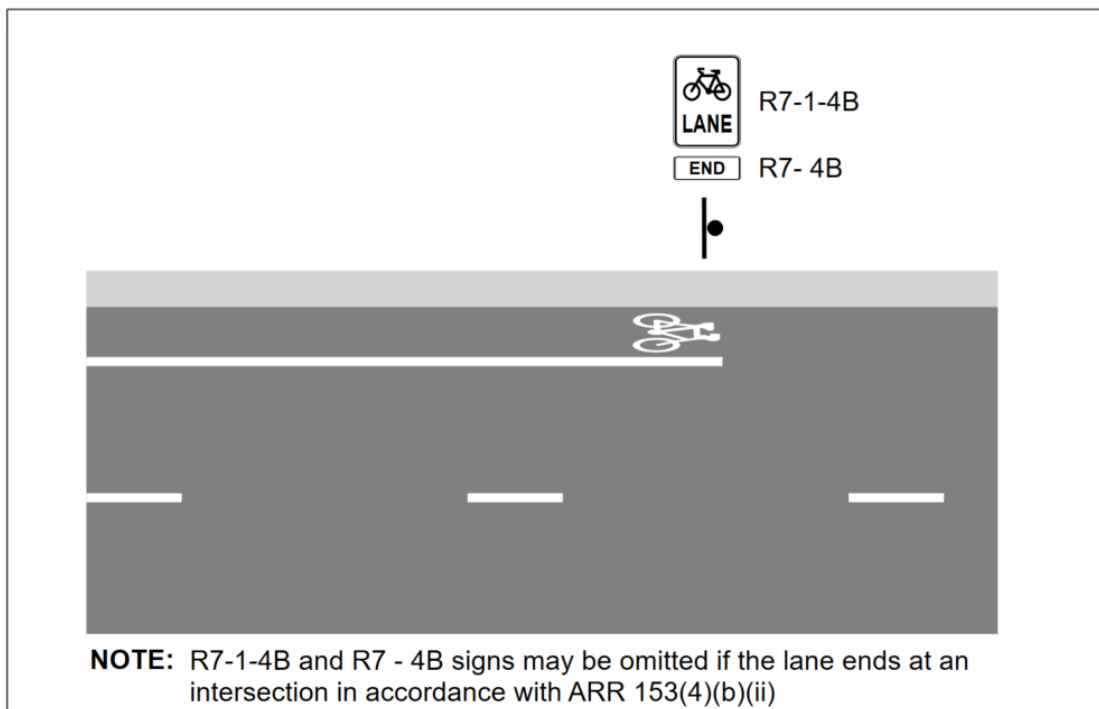 R7-1-4B
LANE
END R7- 4B
NOTE: R7-1-4B and R7 - 4B signs may be omitted if the lane ends at an
intersection in accordance with ARR 153(4)(b)(ii)